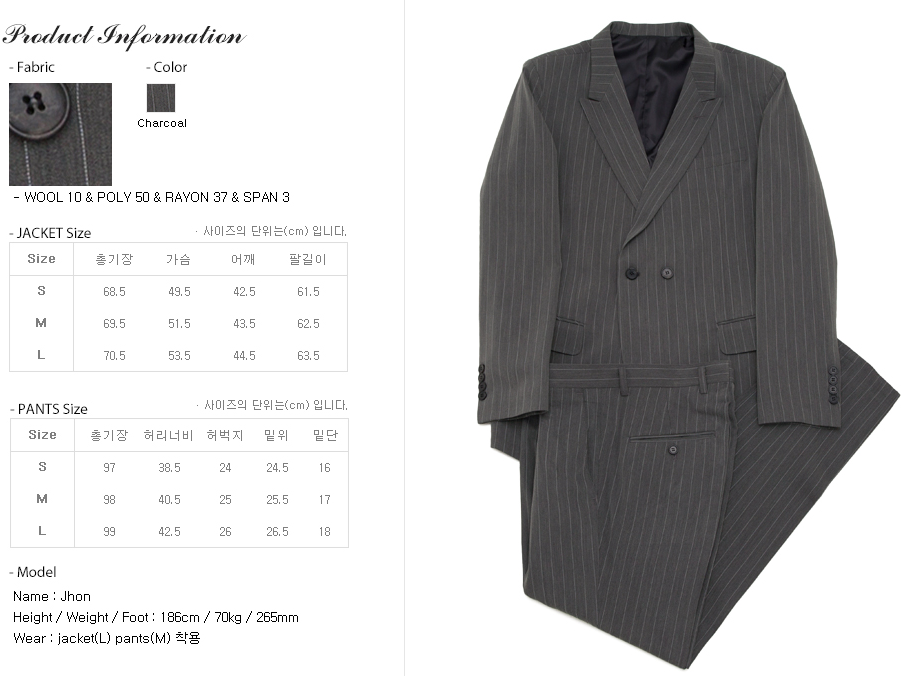 Product Information
- Fabric
- Color
Charcoal
- WOOL 10 & POLY 50 & RAYON 37 & SPAN 3
- JACKET Size
· 사이즈의 단위는(cm) 입니다.
Size 총기장 가슴 어깨 팔길이
S 68.5 49.5 42.5 61.5
M 69.5 51.5 43.5 62.5
L 70.5 53.5 44.5 63.5
- PANTS Size
· 사이즈의 단위는(cm) 입니다.
Size 총기장 허리너비 허벅지 밑위 밑단
S 97 38.5 24 24.5 16
M 98 40.5 25 25.5 17
L 99 42.5 26 26.5 18
- Model
Name : Jhon
Height / Weight / Foot : 186cm / 70kg / 265mm
Wear : jacket(L) pants(M) 착용